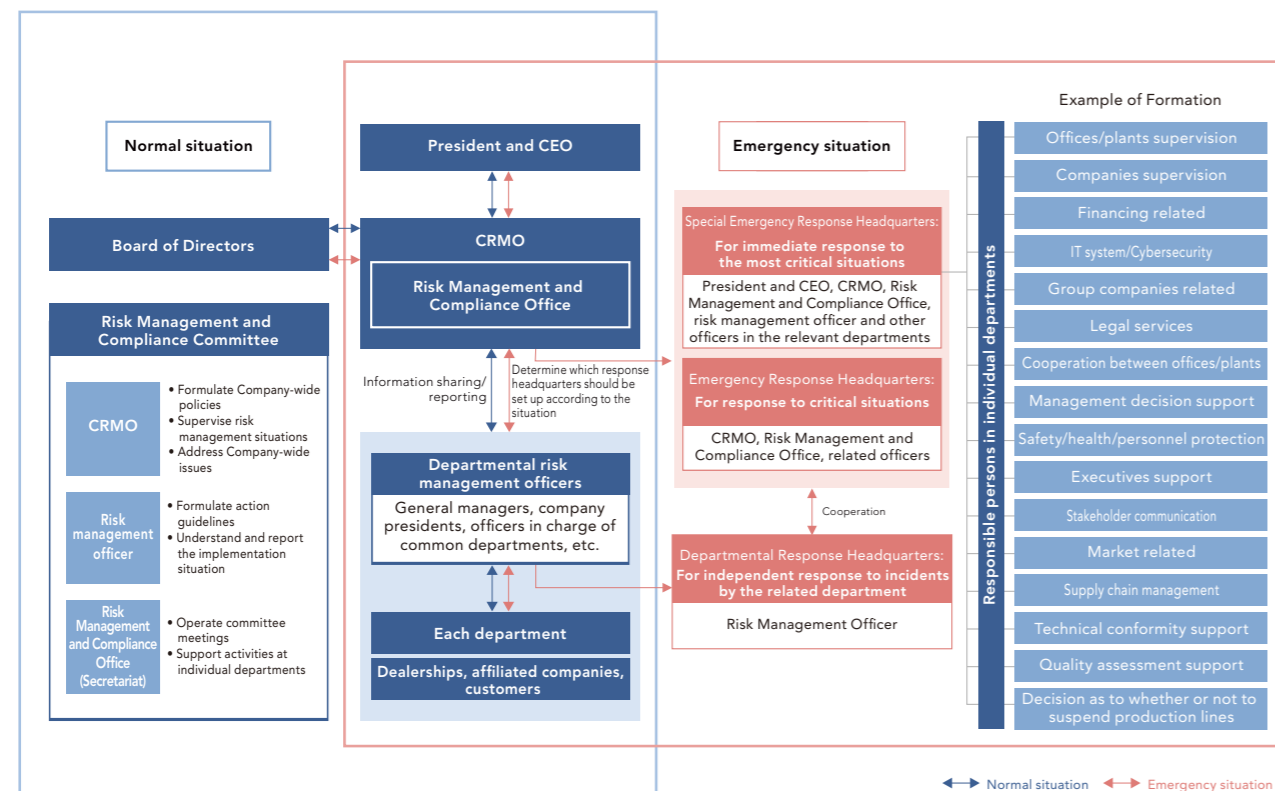 Normal situation
Board of Directors
Risk Management and
Compliance Committee
CRMO
• Formulate Company-wide
policies
• Supervise risk
management situations
• Address Company-wide
issues
Risk
management
officer
• Formulate action
guidelines
• Understand and report
the implementation
situation
Risk
Management
and Compliance
Office
(Secretariat)
• Operate committee
meetings
• Support activities at
individual departments
President and CEO
CRMO
Risk Management and
Compliance Office
Information sharing/
reporting
Determine which response
headquarters should be
set up according to the
situation
Departmental risk
management officers
General managers, company
presidents, officers in charge of
common departments, etc.
Each department
Dealerships, affiliated companies,
customers
Emergency situation
Special Emergency Response Headquarters:
For immediate response to
the most critical situations
President and CEO, CRMO, Risk
Management and Compliance Office,
risk management officer and other
officers in the relevant departments
Emergency Response Headquarters:
For response to critical situations
CRMO, Risk Management and
Compliance Office, related officers
Cooperation
Departmental Response Headquarters:
For independent response to incidents
by the related department
Risk Management Officer
Responsible persons in individual departments
Example of Formation
Offices/plants supervision
Companies supervision
Financing related
IT system/Cybersecurity
Group companies related
Legal services
Cooperation between offices/plants
Management decision support
Safety/health/personnel protection
Executives support
Stakeholder communication
Market related
Supply chain management
Technical conformity support
Quality assessment support
Decision as to whether or not to
suspend production lines
Normal situation
Emergency situation